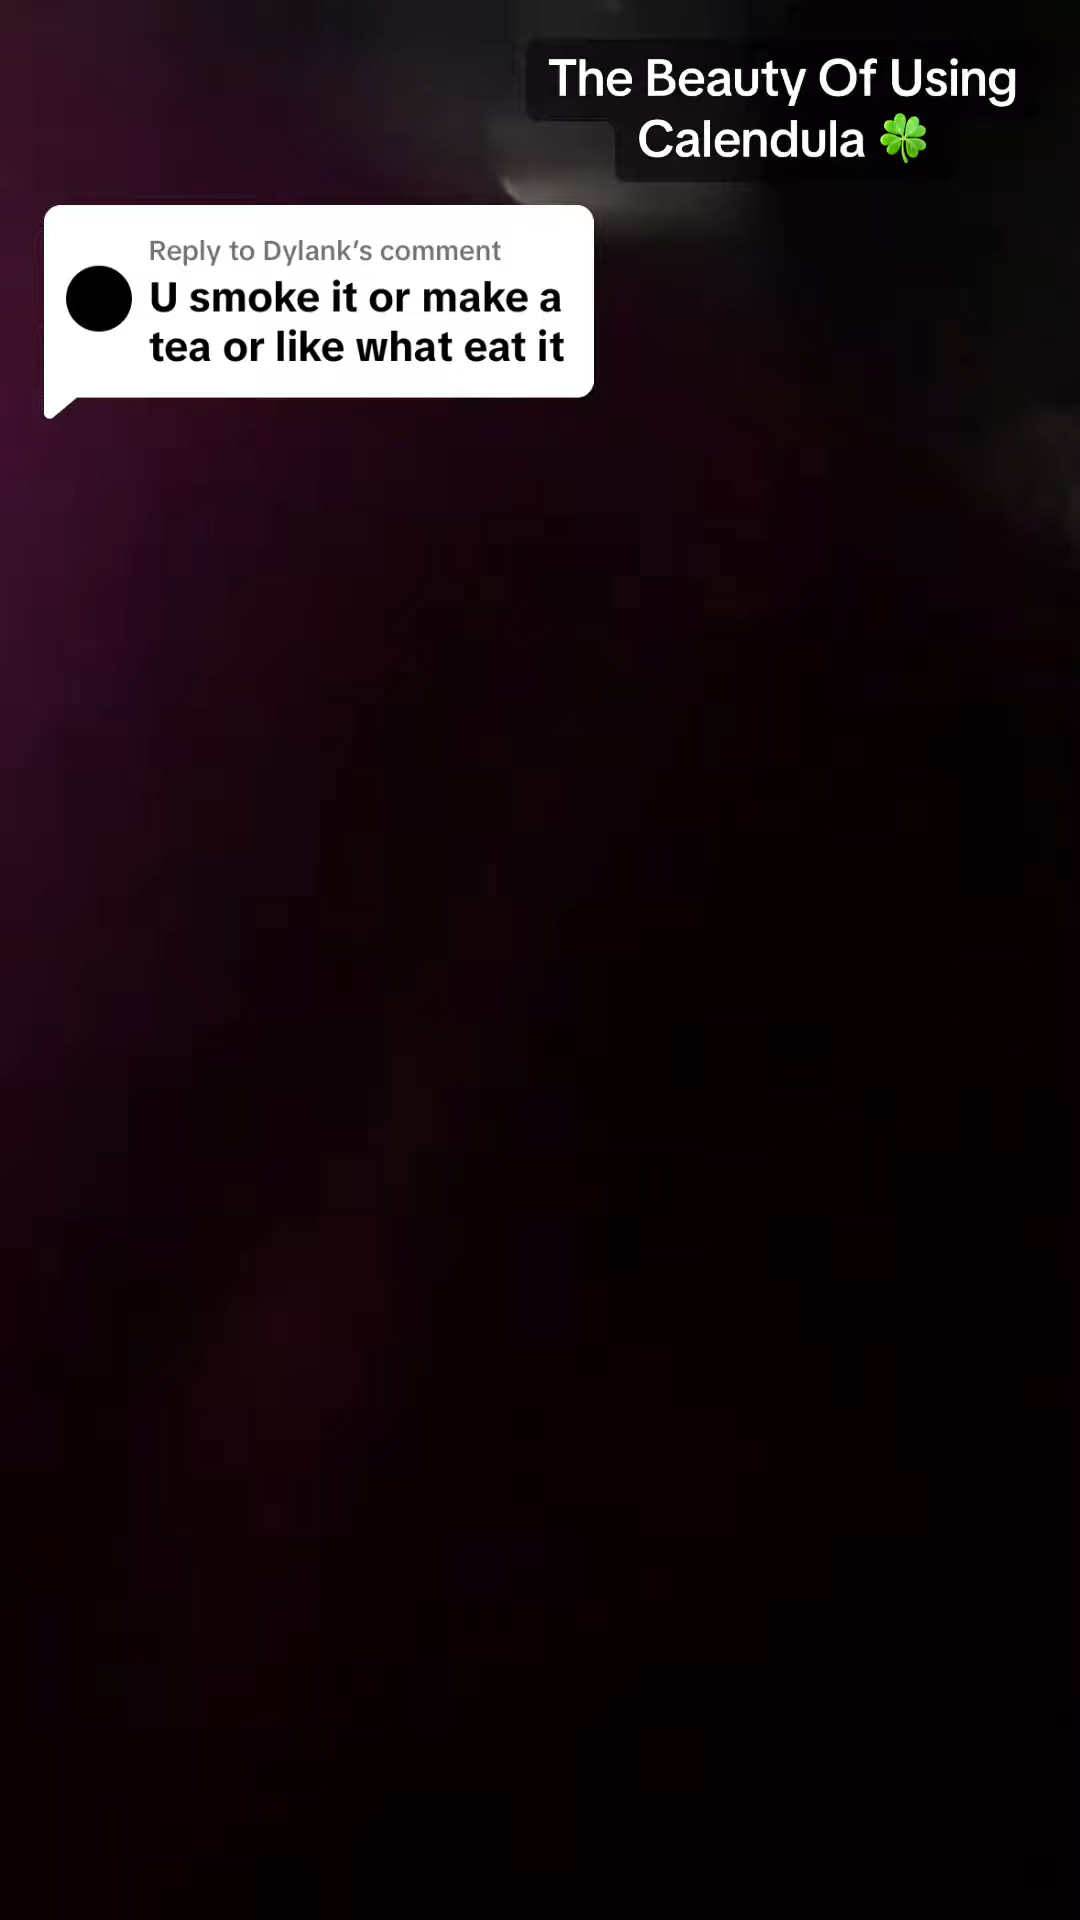 The Beauty Of Using
Calendula 🍀
Reply to Dylank's comment
U smoke it or make a
tea or like what eat it